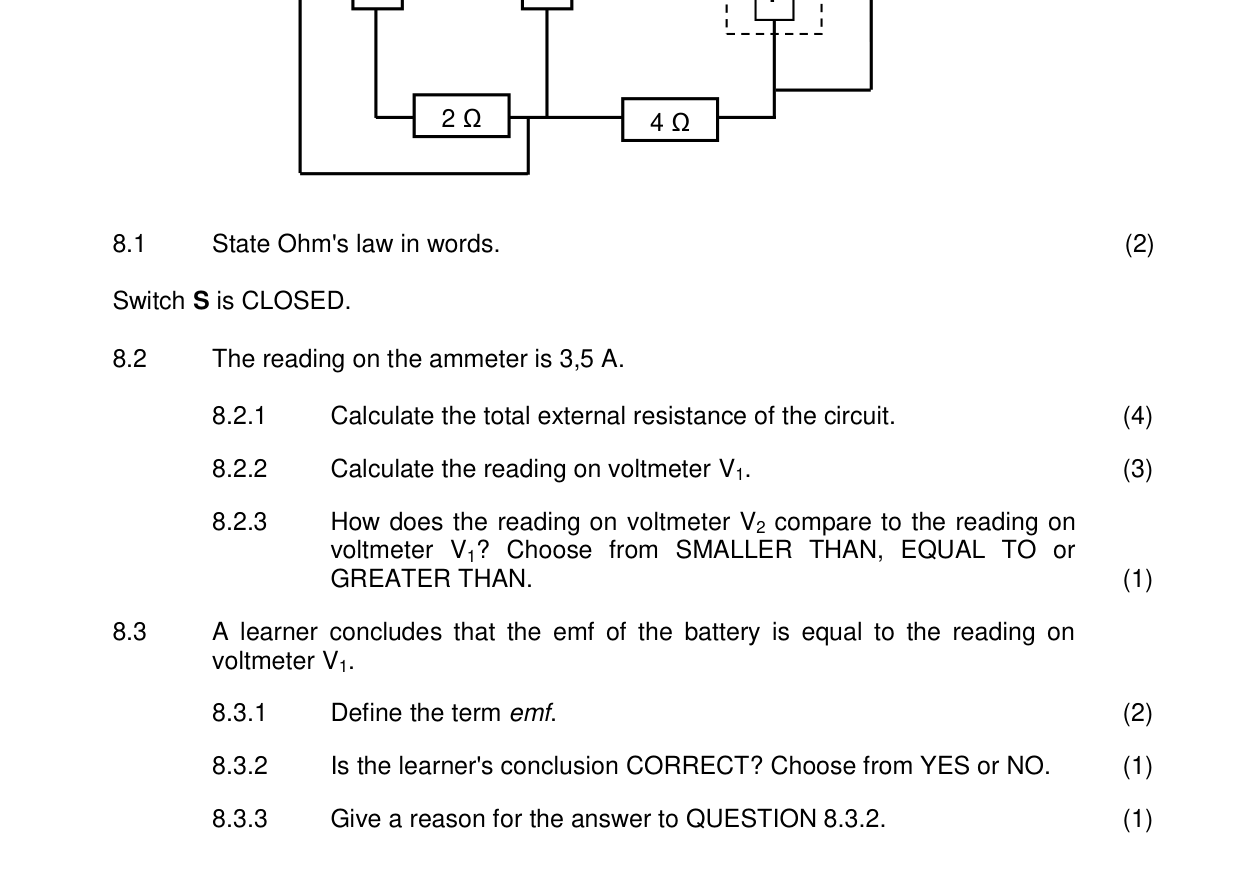 2 Ω
4 Ω
8.1 State Ohm's law in words. (2)
Switch S is CLOSED.
8.2 The reading on the ammeter is 3,5 A.
8.2.1 Calculate the total external resistance of the circuit. (4)
8.2.2 Calculate the reading on voltmeter V₁. (3)
8.2.3 How does the reading on voltmeter V₂ compare to the reading on
voltmeter V₁? Choose from SMALLER THAN, EQUAL TO or
GREATER THAN. (1)
8.3 A learner concludes that the emf of the battery is equal to the reading on
voltmeter V₁.
8.3.1 Define the term emf. (2)
8.3.2 Is the learner's conclusion CORRECT? Choose from YES or NO. (1)
8.3.3 Give a reason for the answer to QUESTION 8.3.2. (1)